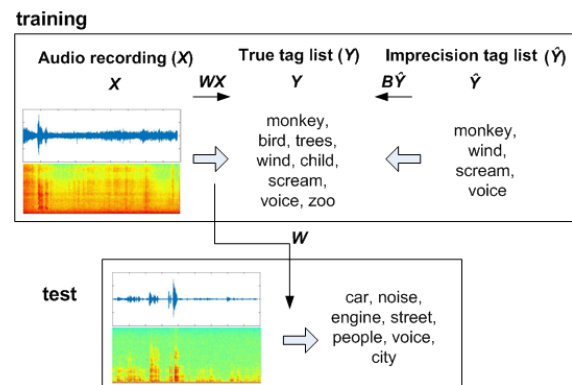 training
Audio recording (X) True tag list (Y) Imprecision tag list (Ŷ)
X WX Y BŶ Ŷ
monkey,
bird, trees,
wind, child,
scream,
voice, zoo
monkey,
wind,
scream,
voice
W
test
car, noise,
engine, street,
people, voice,
city